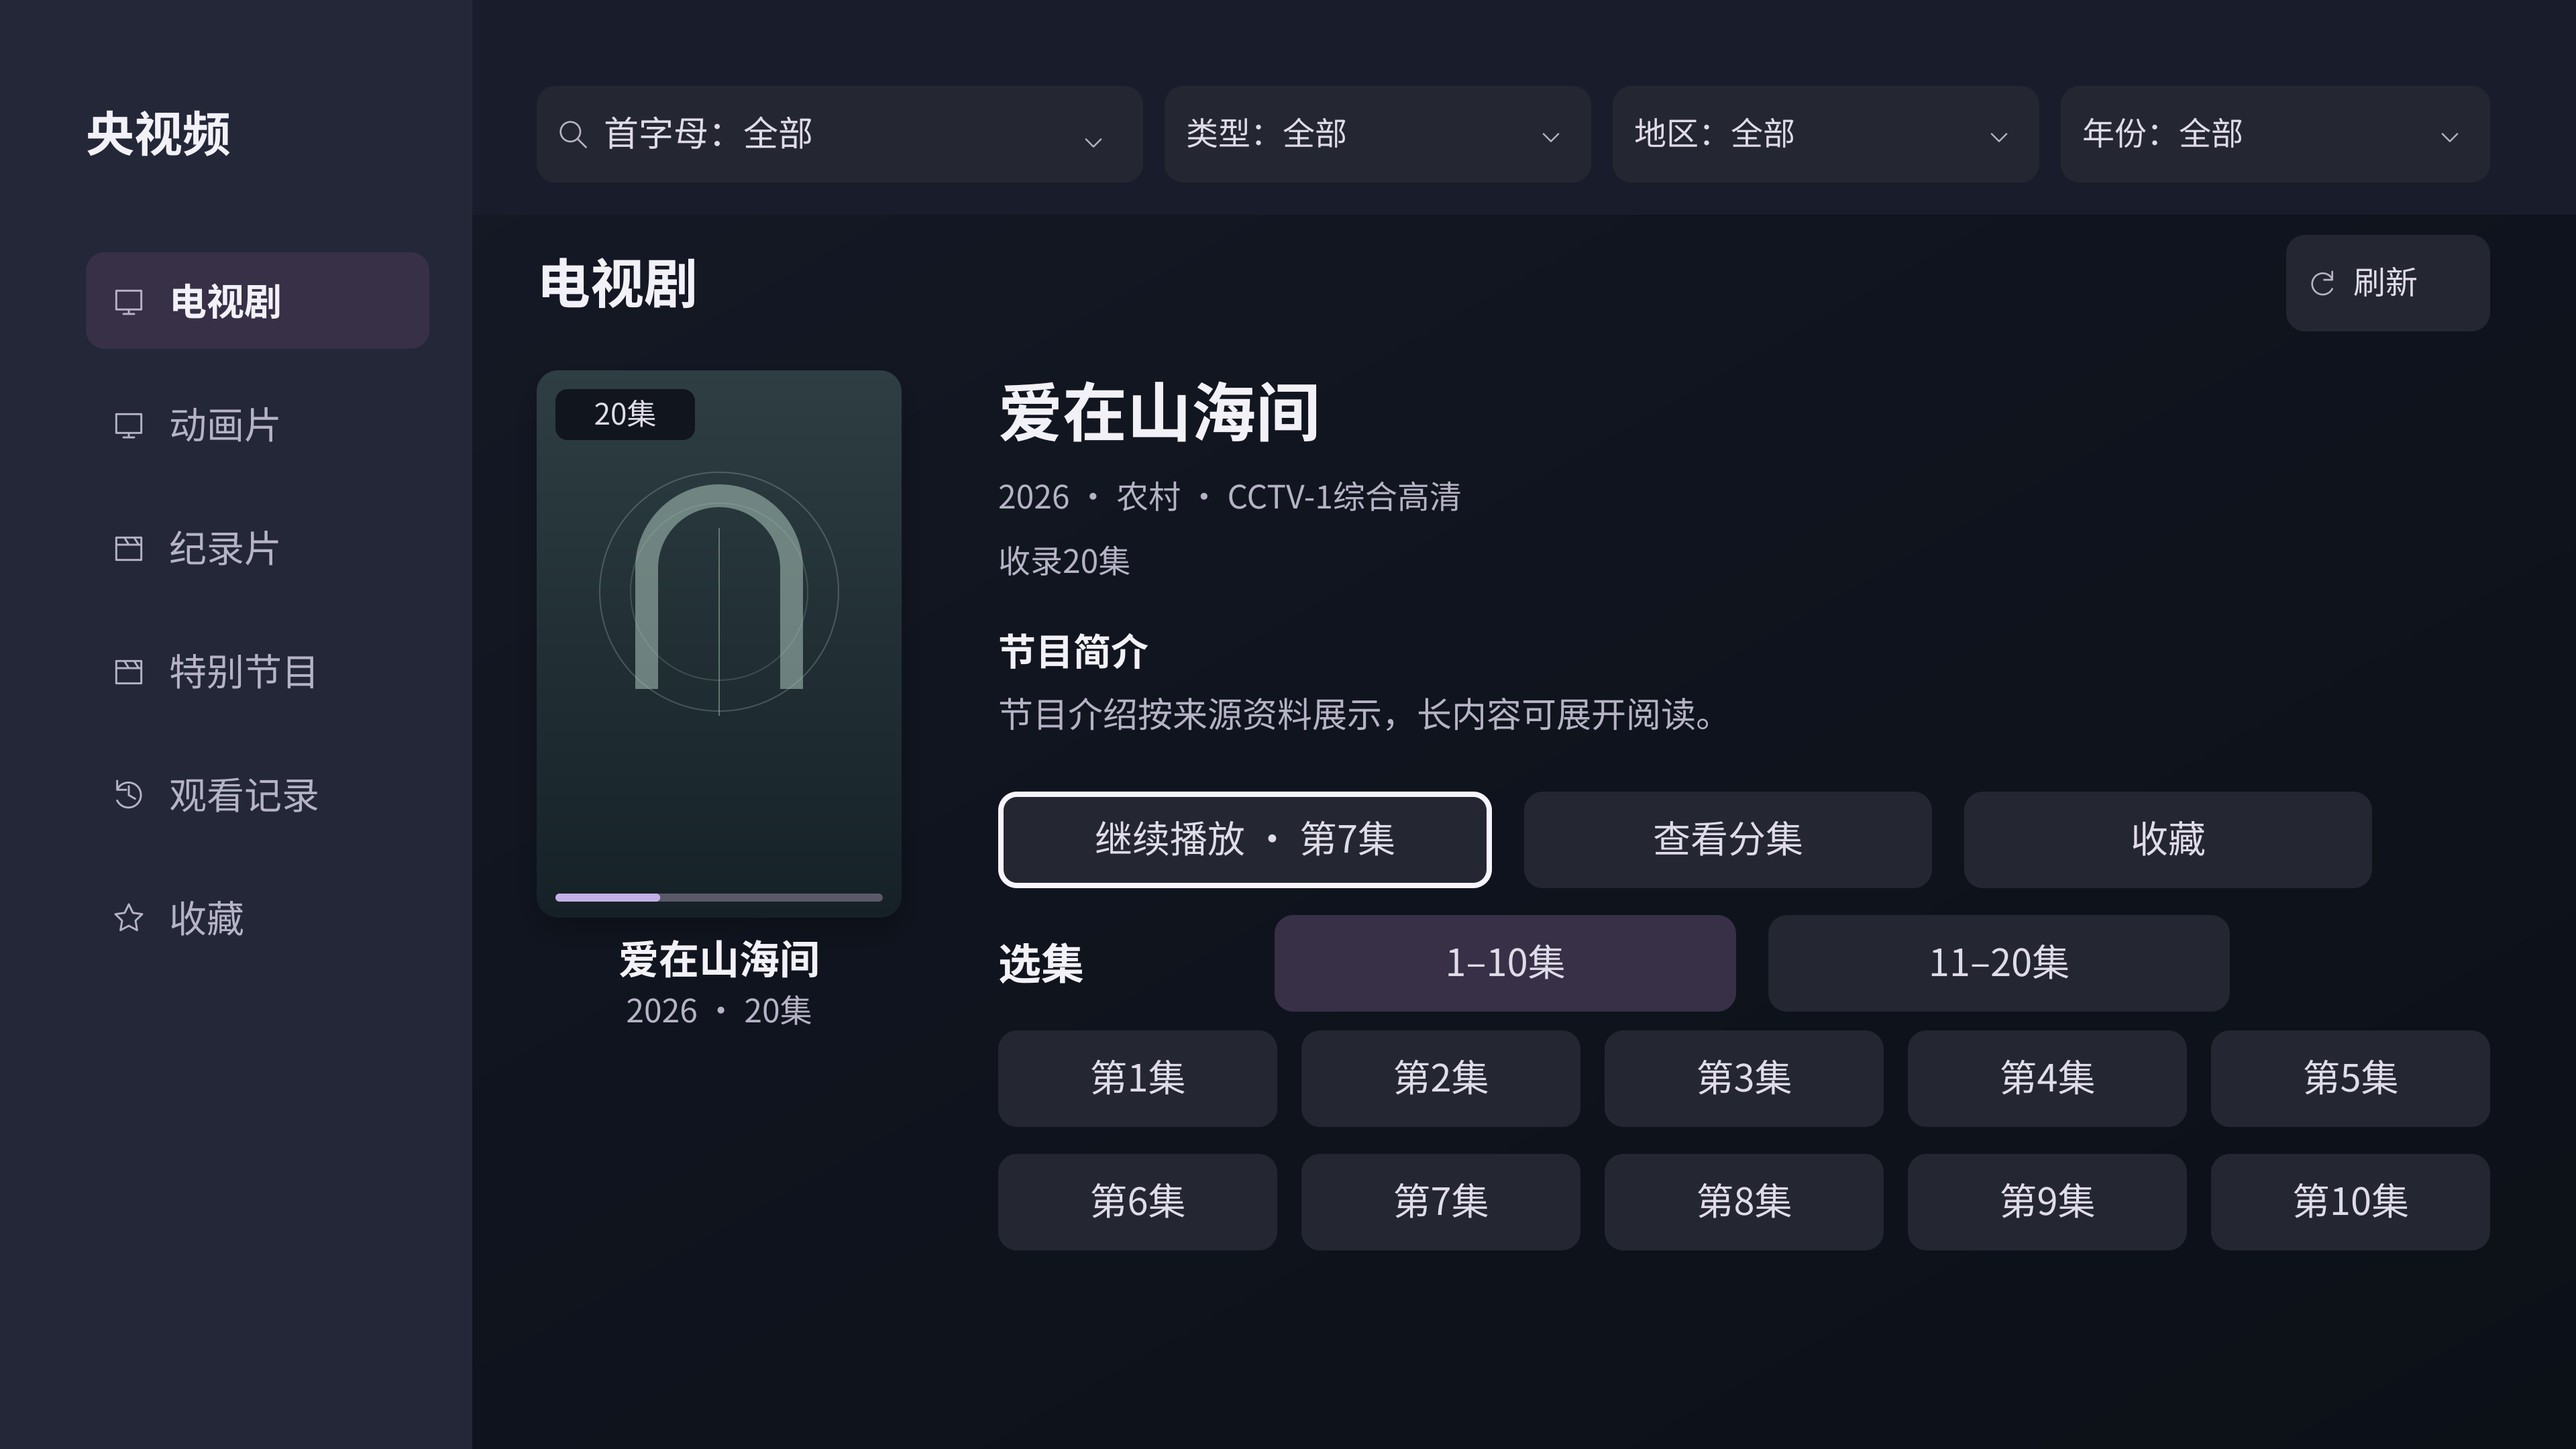 央视频
首字母：全部
类型：全部
地区：全部
年份：全部
电视剧
动画片
纪录片
特别节目
观看记录
收藏
电视剧
刷新
20集
爱在山海间
2026 · 20集
爱在山海间
2026 · 农村 · CCTV-1综合高清
收录20集
节目简介
节目介绍按来源资料展示，长内容可展开阅读。
继续播放 · 第7集
查看分集
收藏
选集
1–10集
11–20集
第1集
第2集
第3集
第4集
第5集
第6集
第7集
第8集
第9集
第10集